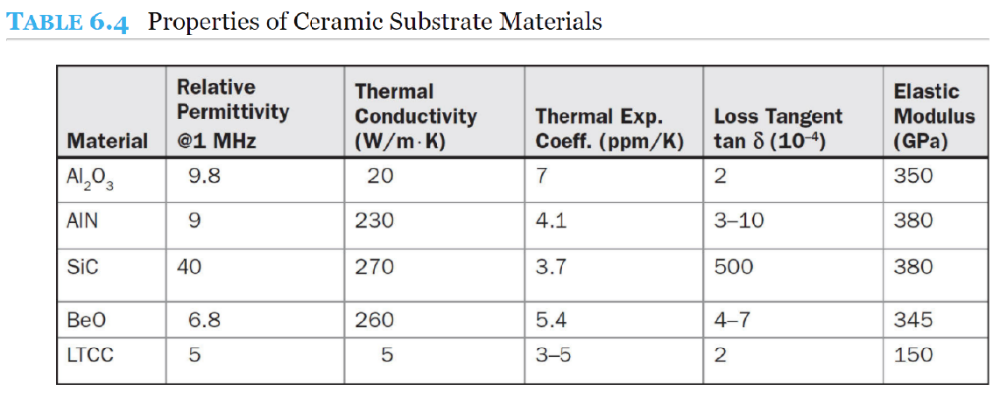 TABLE 6.4 Properties of Ceramic Substrate Materials
Material | Relative Permittivity @1 MHz | Thermal Conductivity (W/m·K) | Thermal Exp. Coeff. (ppm/K) | Loss Tangent tan δ (10⁻⁴) | Elastic Modulus (GPa)
Al₂O₃ | 9.8 | 20 | 7 | 2 | 350
AlN | 9 | 230 | 4.1 | 3–10 | 380
SiC | 40 | 270 | 3.7 | 500 | 380
BeO | 6.8 | 260 | 5.4 | 4–7 | 345
LTCC | 5 | 5 | 3–5 | 2 | 150